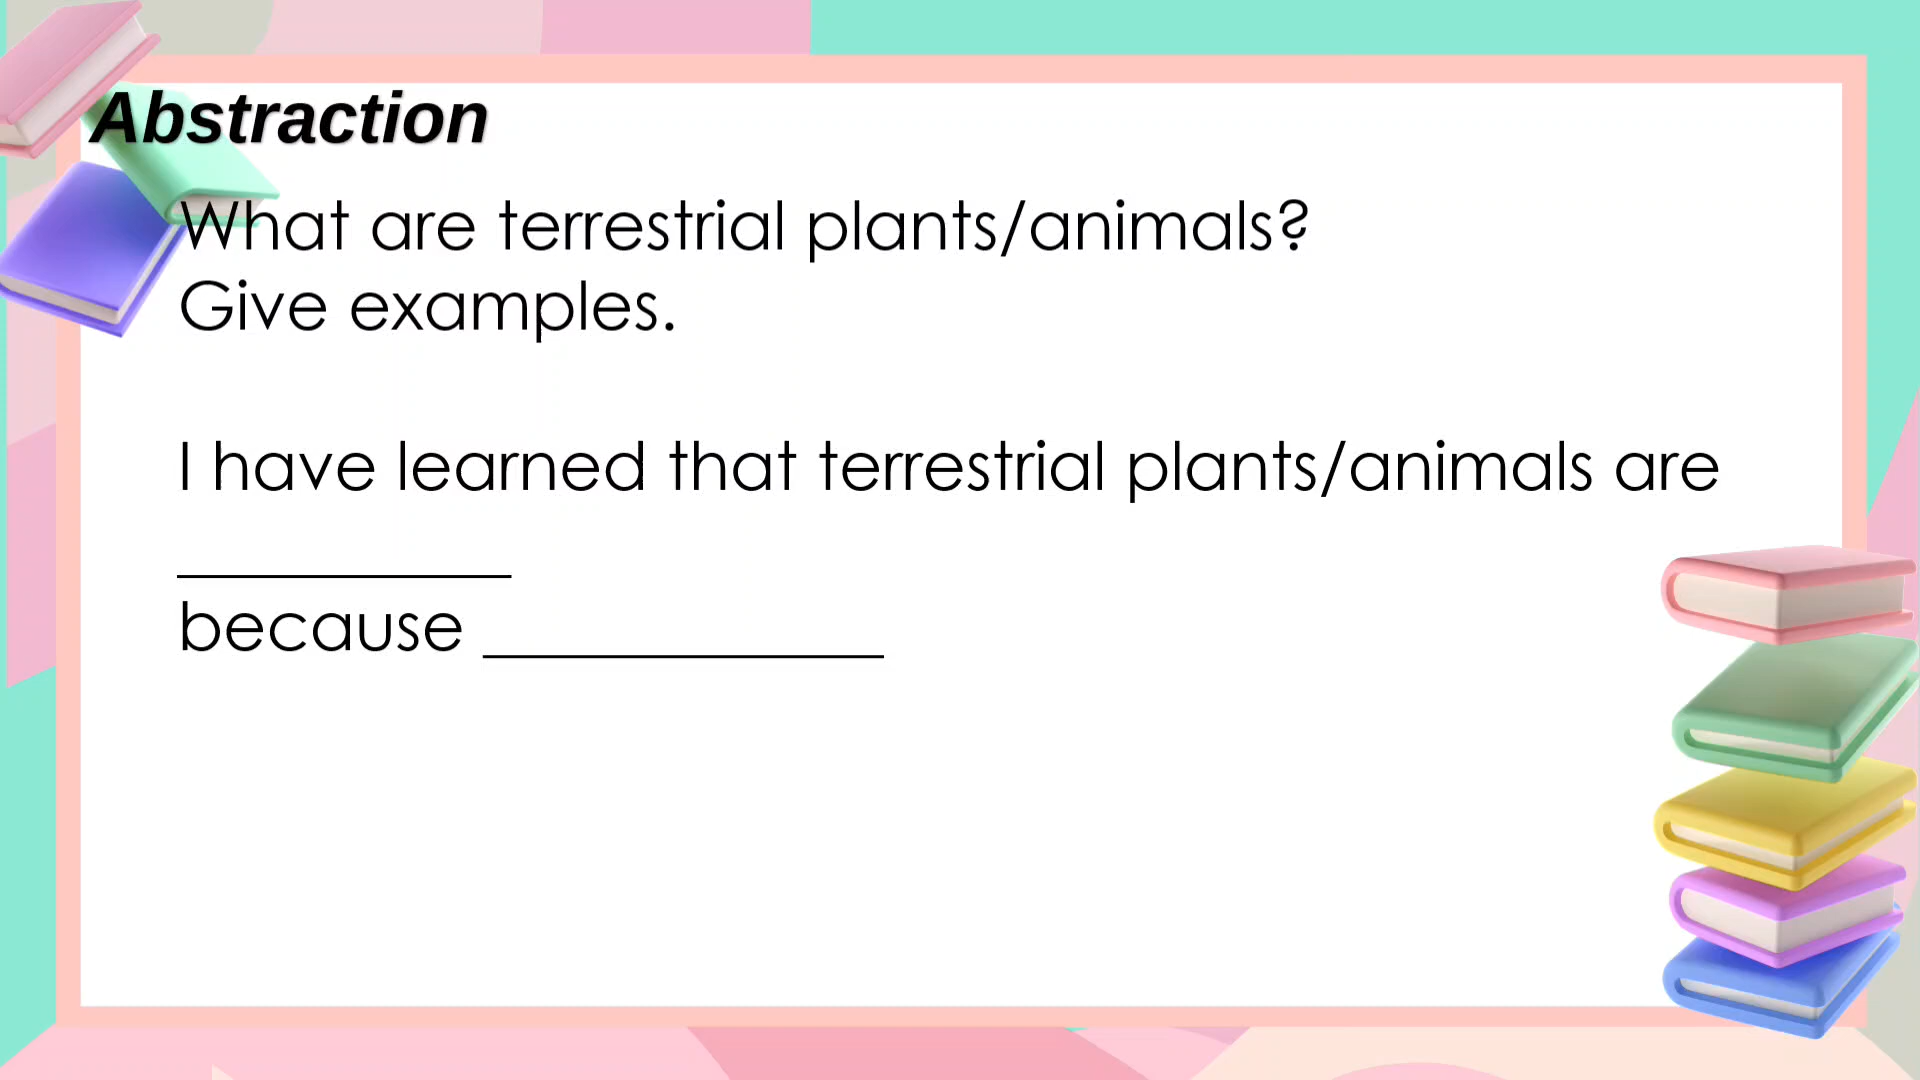 Abstraction
What are terrestrial plants/animals?
Give examples.
I have learned that terrestrial plants/animals are
__________
because ____________